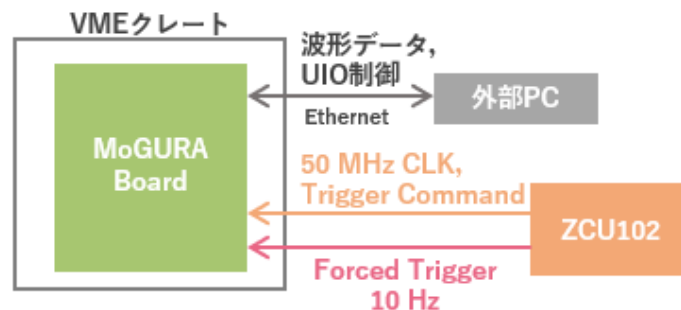 VMEクレート
MoGURA
Board
波形データ,
UIO制御
Ethernet
外部PC
50 MHz CLK,
Trigger Command
ZCU102
Forced Trigger
10 Hz